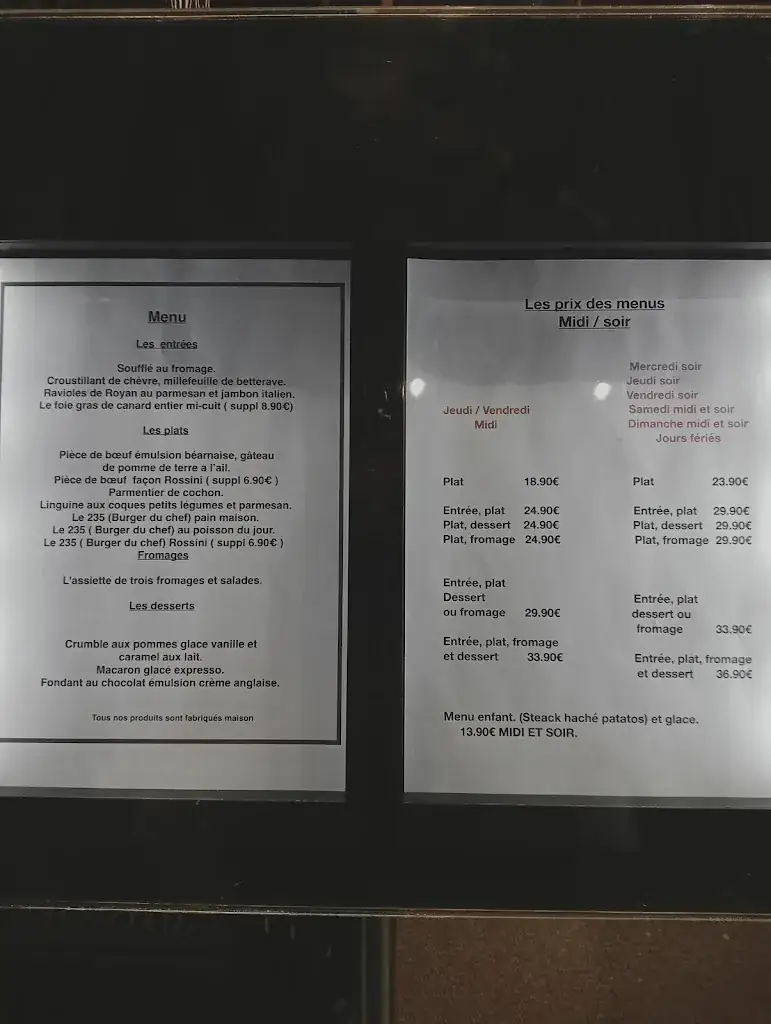 Menu
Les entrées
Soufflé au fromage.
Croustillant de chèvre, millefeuille de betterave.
Ravioles de Royan au parmesan et jambon italien.
Le foie gras de canard entier mi-cuit ( suppl 8.90€)
Les plats
Pièce de bœuf émulsion béarnaise, gâteau
de pomme de terre a l'ail.
Pièce de bœuf façon Rossini ( suppl 6.90€ )
Parmentier de cochon.
Linguine aux coques petits légumes et parmesan.
Le 235 (Burger du chef) pain maison.
Le 235 ( Burger du chef) au poisson du jour.
Le 235 ( Burger du chef) Rossini ( suppl 6.90€ )
Fromages
L'assiette de trois fromages et salades.
Les desserts
Crumble aux pommes glace vanille et
caramel aux lait.
Macaron glacé expresso.
Fondant au chocolat émulsion crème anglaise.
Tous nos produits sont fabriqués maison
Les prix des menus
Midi / soir
Jeudi / Vendredi
Midi
Plat 18.90€
Entrée, plat 24.90€
Plat, dessert 24.90€
Plat, fromage 24.90€
Entrée, plat
Dessert
ou fromage 29.90€
Entrée, plat, fromage
et dessert 33.90€
Mercredi soir
Jeudi soir
Vendredi soir
Samedi midi et soir
Dimanche midi et soir
Jours fériés
Plat 23.90€
Entrée, plat 29.90€
Plat, dessert 29.90€
Plat, fromage 29.90€
Entrée, plat
dessert ou
fromage 33.90€
Entrée, plat, fromage
et dessert 36.90€
Menu enfant. (Steack haché patatos) et glace.
13.90€ MIDI ET SOIR.